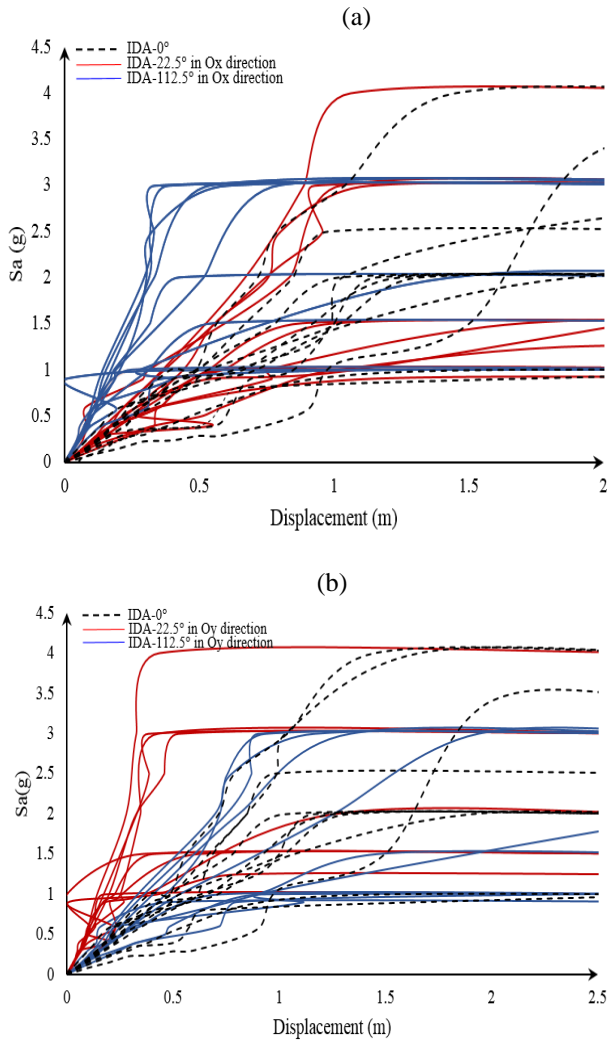 (a)
4.5
IDA-0°
IDA-22.5° in Ox direction
IDA-112.5° in Ox direction
4
3.5
3
2.5
2
1.5
1
0.5
0
Sa (g)
0 0.5 1 1.5 2
Displacement (m)
(b)
4.5
IDA-0°
IDA-22.5° in Oy direction
IDA-112.5° in Oy direction
4
3.5
3
2.5
2
1.5
1
0.5
0
Sa(g)
0 0.5 1 1.5 2 2.5
Displacement (m)